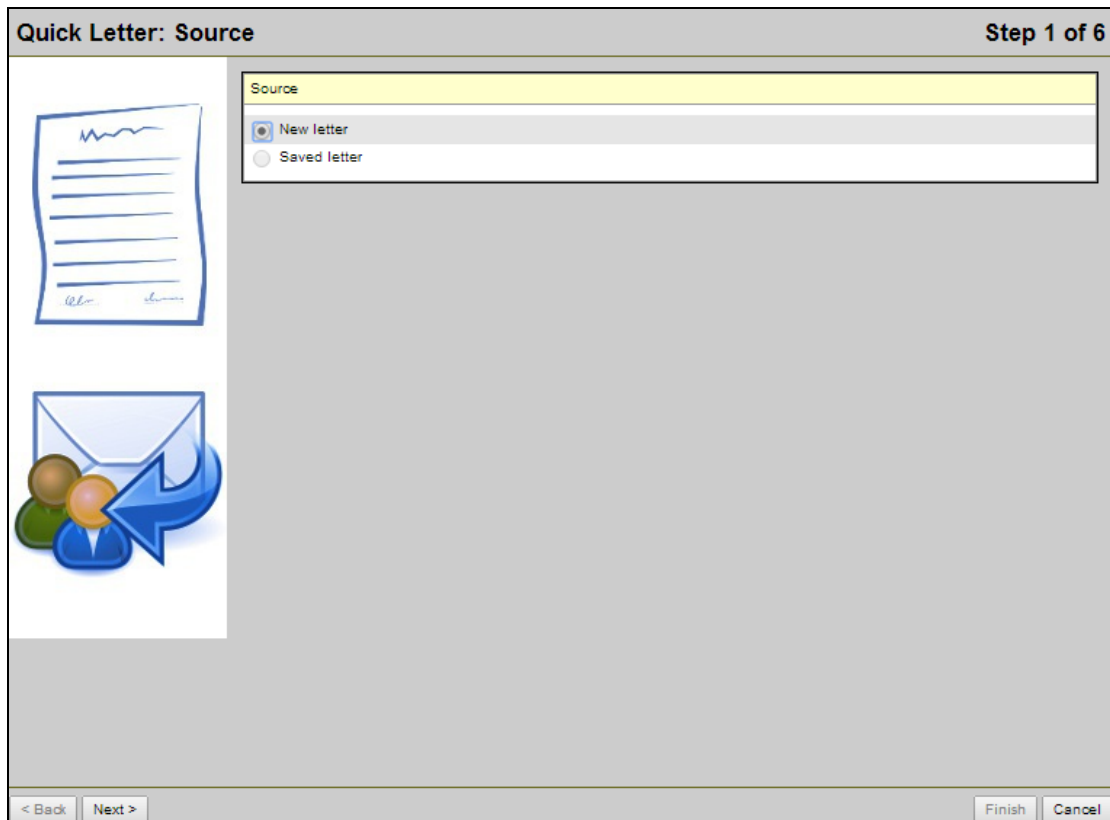 Quick Letter: Source Step 1 of 6
Source
New letter
Saved letter
< Back Next > Finish Cancel